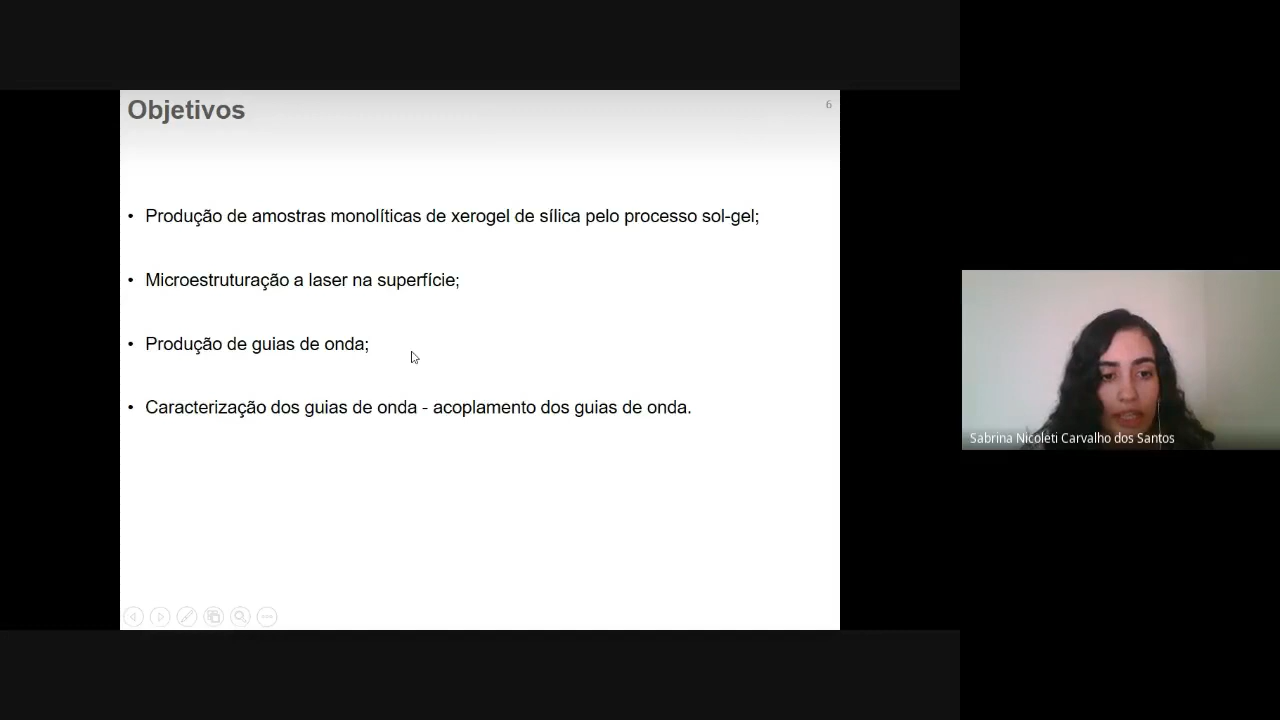 Objetivos
6
• Produção de amostras monolíticas de xerogel de sílica pelo processo sol-gel;
• Microestruturação a laser na superfície;
• Produção de guias de onda;
• Caracterização dos guias de onda - acoplamento dos guias de onda.
Sabrina Nicoleti Carvalho dos Santos